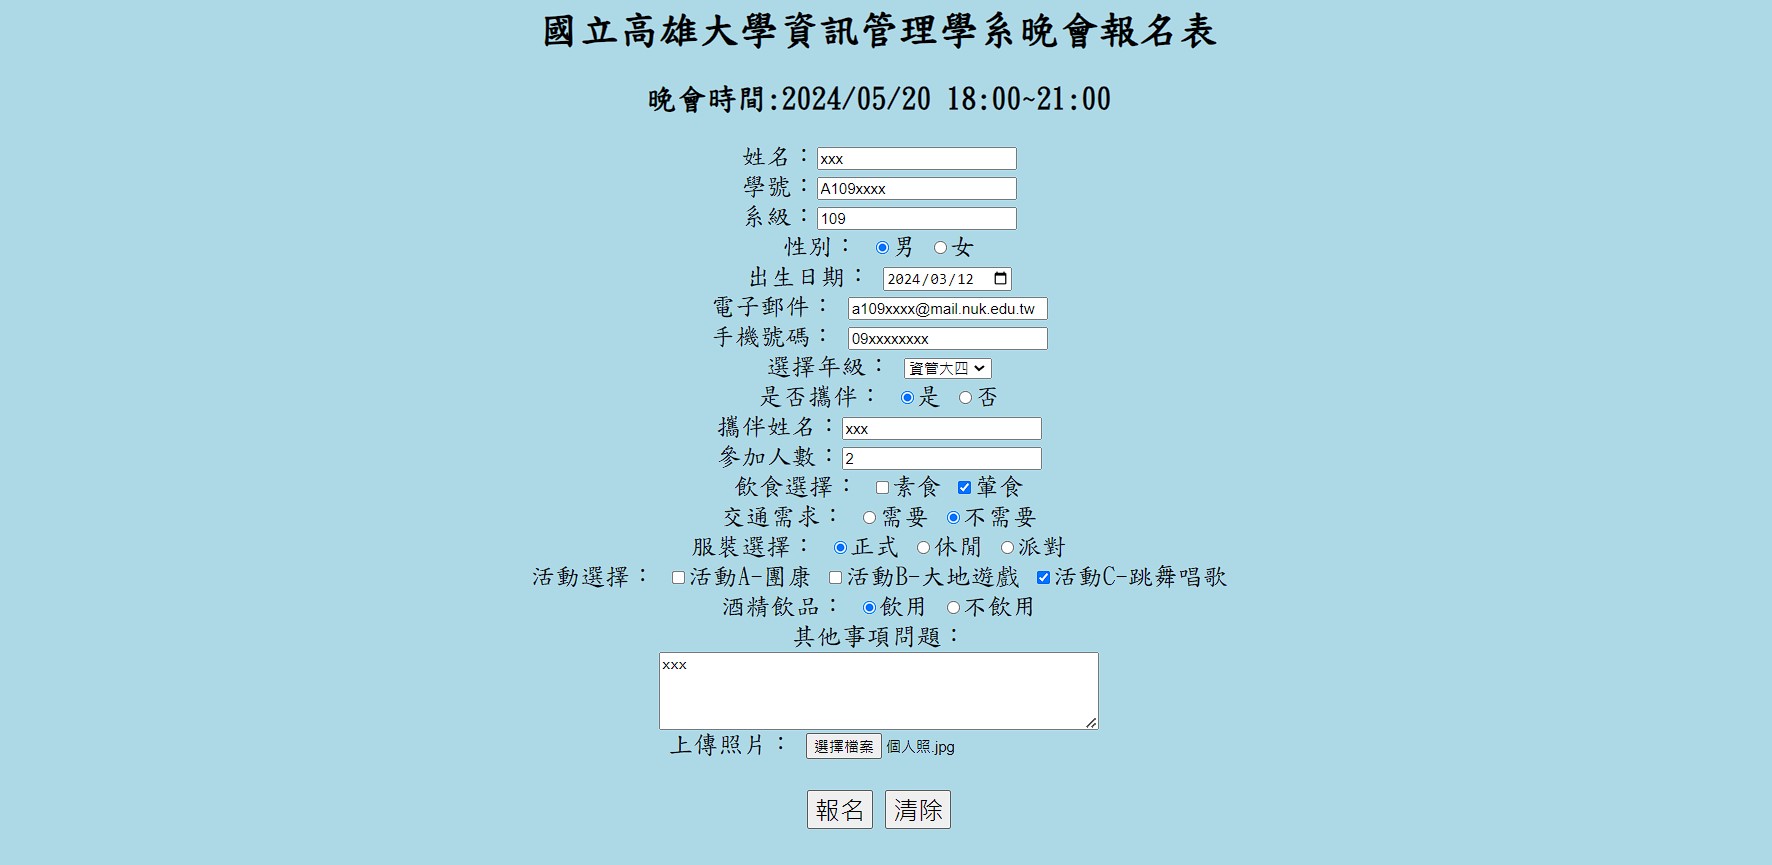 國立高雄大學資訊管理學系晚會報名表
晚會時間:2024/05/20 18:00~21:00
姓名：xxx
學號：A109xxxx
系級：109
性別： 男 女
出生日期： 2024/03/12
電子郵件： a109xxxx@mail.nuk.edu.tw
手機號碼： 09xxxxxxxx
選擇年級： 資管大四
是否攜伴： 是 否
攜伴姓名：xxx
參加人數：2
飲食選擇： 素食 葷食
交通需求： 需要 不需要
服裝選擇： 正式 休閒 派對
活動選擇： 活動A-團康 活動B-大地遊戲 活動C-跳舞唱歌
酒精飲品： 飲用 不飲用
其他事項問題：
xxx
上傳照片： 選擇檔案 個人照.jpg
報名 清除